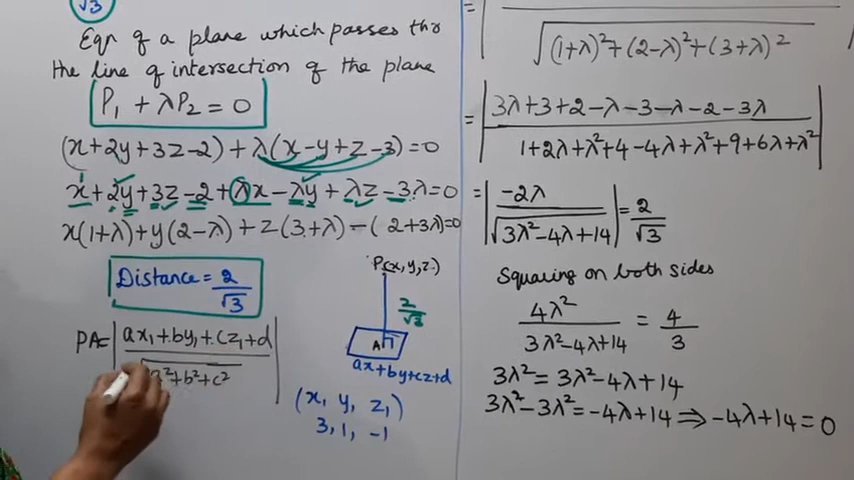 √3
Eqn of a plane which passes thro
the line of intersection of the plane
P₁ + λP₂ = 0
(x+2y+3z-2)+λ(x-y+z-3)=0
x+2y+3z-2+λx-λy+λz-3λ=0
x(1+λ)+y(2-λ)+z(3+λ)-(2+3λ)=0
Distance = 2/√3
PA= |ax₁+by₁+cz₁+d / √a²+b²+c²|
P(x,y,z)
2/√3
A
ax+by+cz+d
(x, y, z₁)
3, 1, -1
= √(1+λ)²+(2-λ)²+(3+λ)²
= |3λ+3+2-λ-3-λ-2-3λ / 1+2λ+λ²+4-4λ+λ²+9+6λ+λ²|
= |-2λ / √3λ²-4λ+14| = 2/√3
Squaring on both sides
4λ² / 3λ²-4λ+14 = 4/3
3λ² = 3λ²-4λ+14
3λ²-3λ²=-4λ+14 ⇒ -4λ+14=0